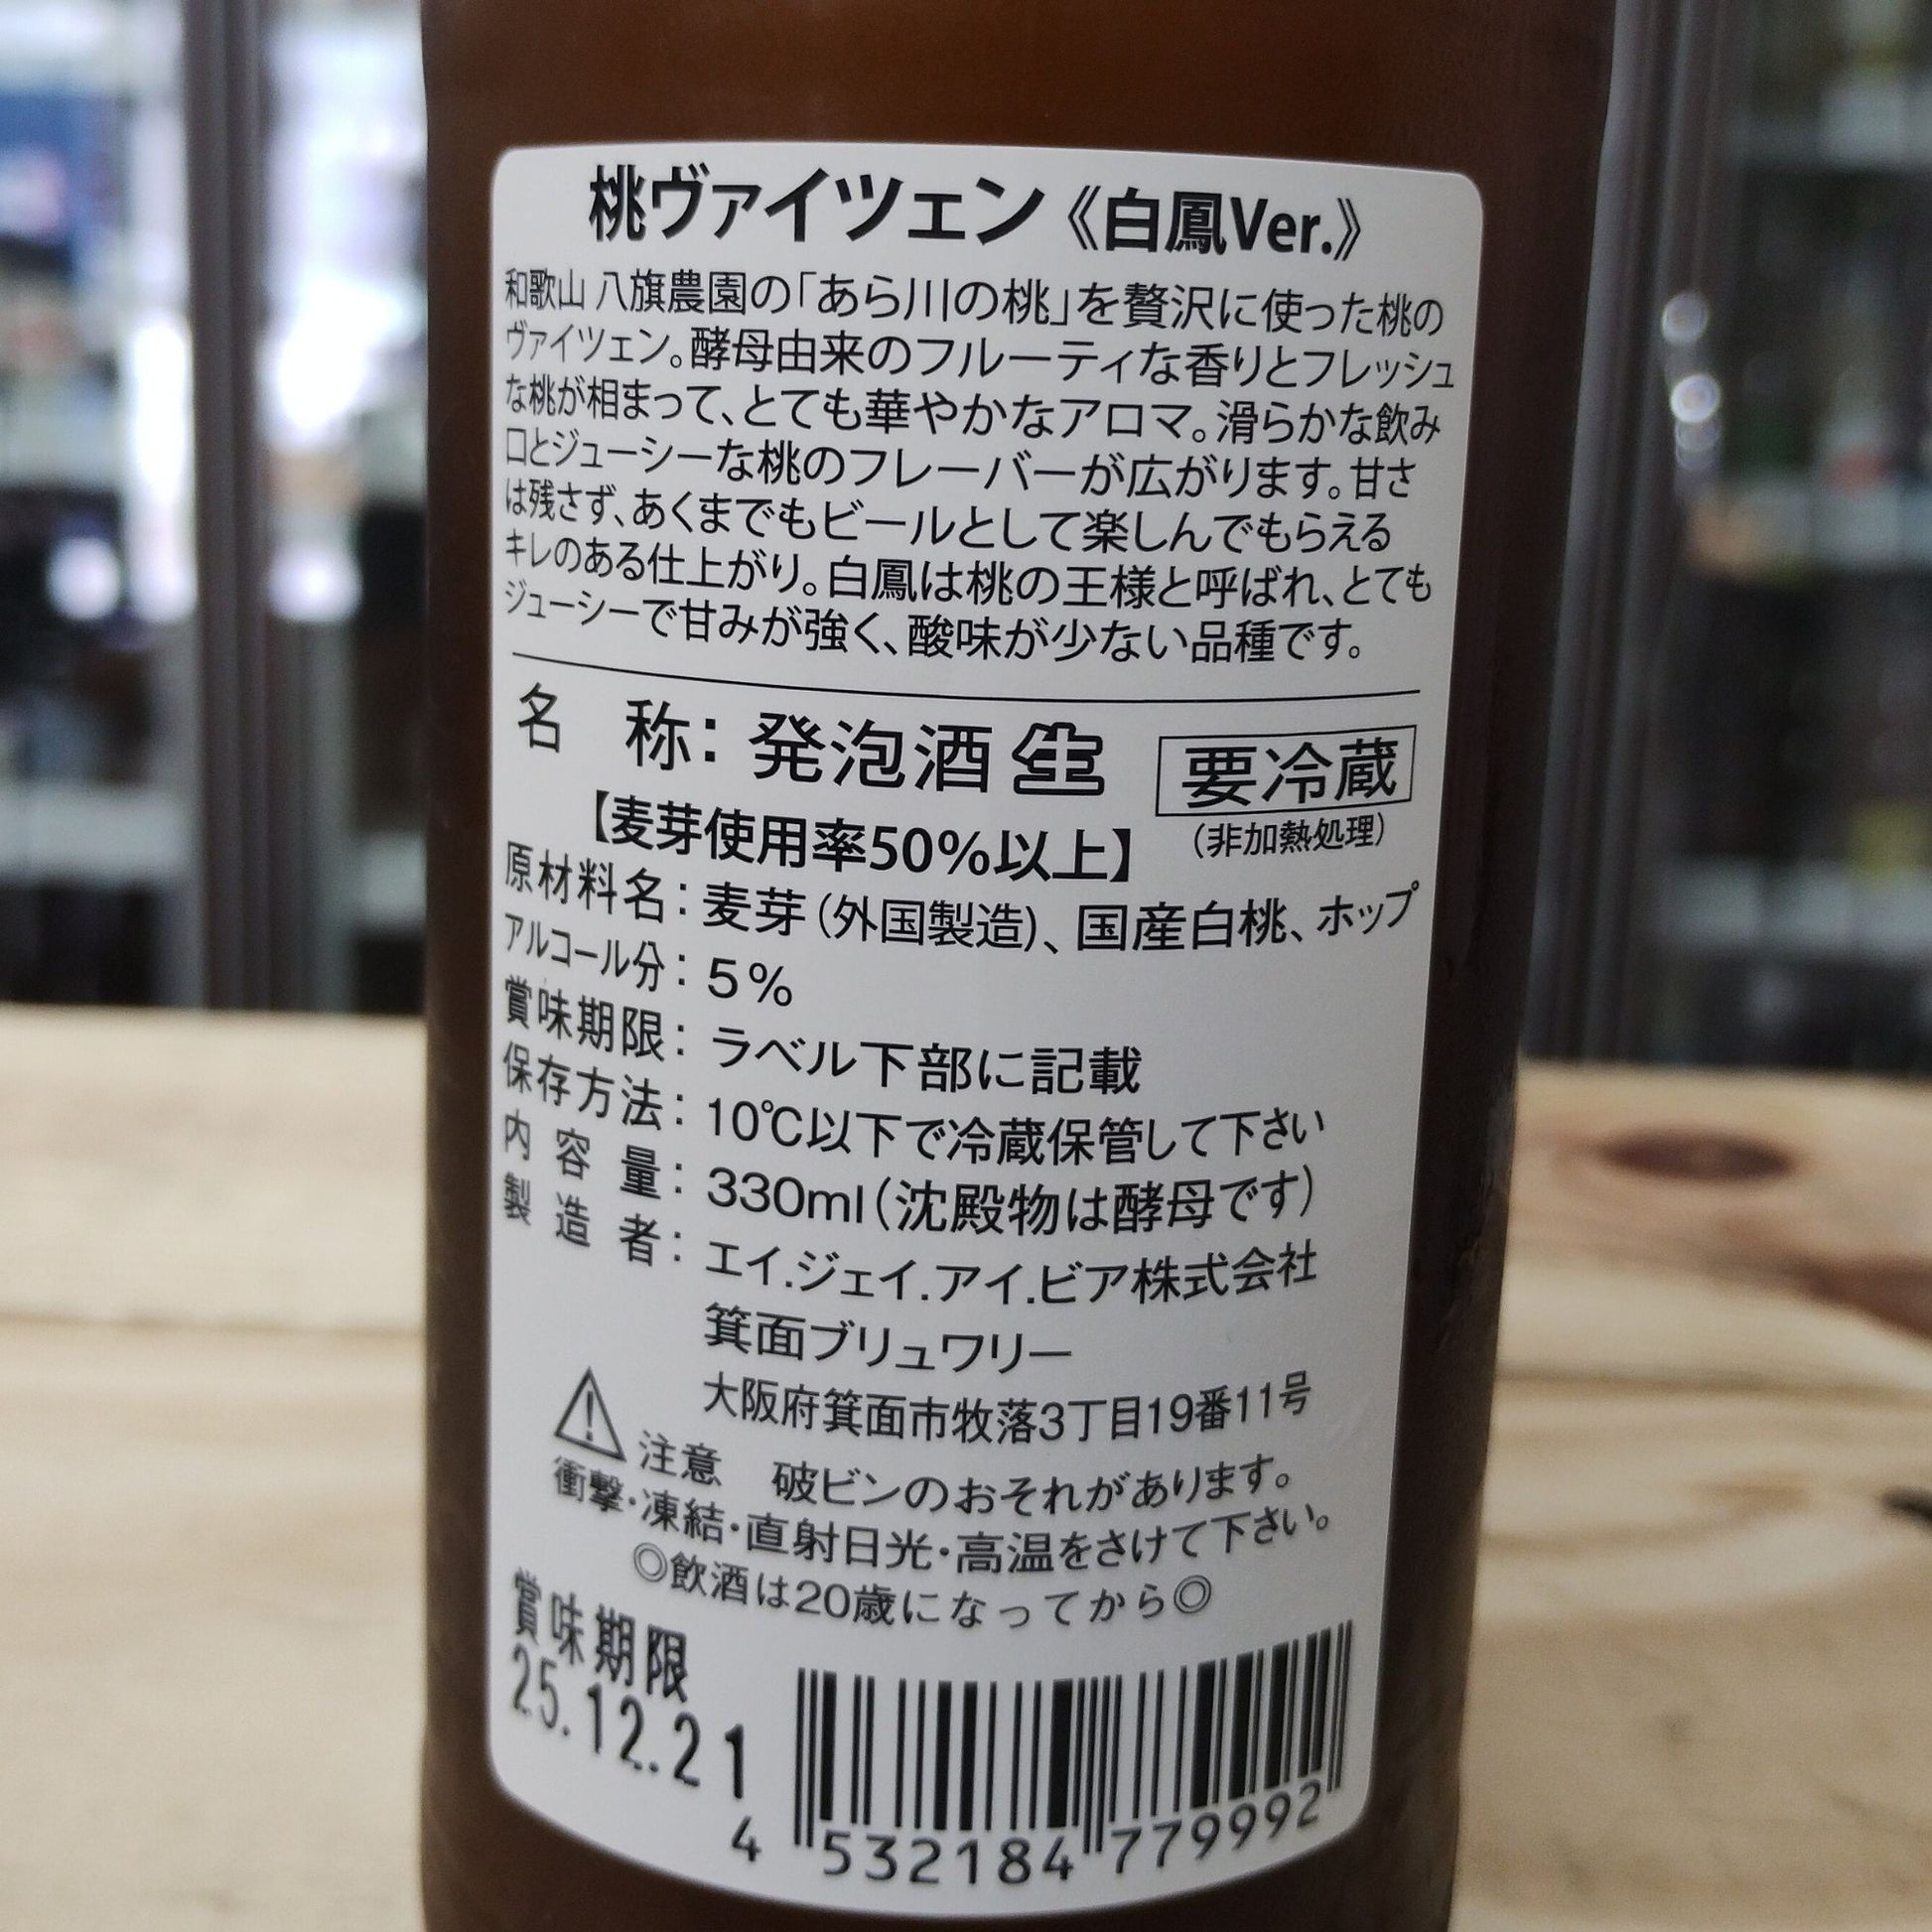 桃ヴァイツェン《白鳳Ver.》
和歌山 八旗農園の「あら川の桃」を贅沢に使った桃の
ヴァイツェン。酵母由来のフルーティな香りとフレッシュ
な桃が相まって、とても華やかなアロマ。滑らかな飲み
口とジューシーな桃のフレーバーが広がります。甘さ
は残さず、あくまでもビールとして楽しんでもらえる
キレのある仕上がり。白鳳は桃の王様と呼ばれ、とても
ジューシーで甘みが強く、酸味が少ない品種です。
名 称:発泡酒 生 要冷蔵
【麦芽使用率50%以上】 (非加熱処理)
原材料名:麦芽(外国製造)、国産白桃、ホップ
アルコール分:5%
賞味期限:ラベル下部に記載
保存方法:10℃以下で冷蔵保管して下さい
内容量:330ml(沈殿物は酵母です)
製造者:エイ.ジェイ.アイ.ビア株式会社
箕面ブリュワリー
大阪府箕面市牧落3丁目19番11号
注意 破ビンのおそれがあります。
衝撃・凍結・直射日光・高温をさけて下さい。
◎飲酒は20歳になってから◎
賞味期限
25.12.21
4 532184 779992